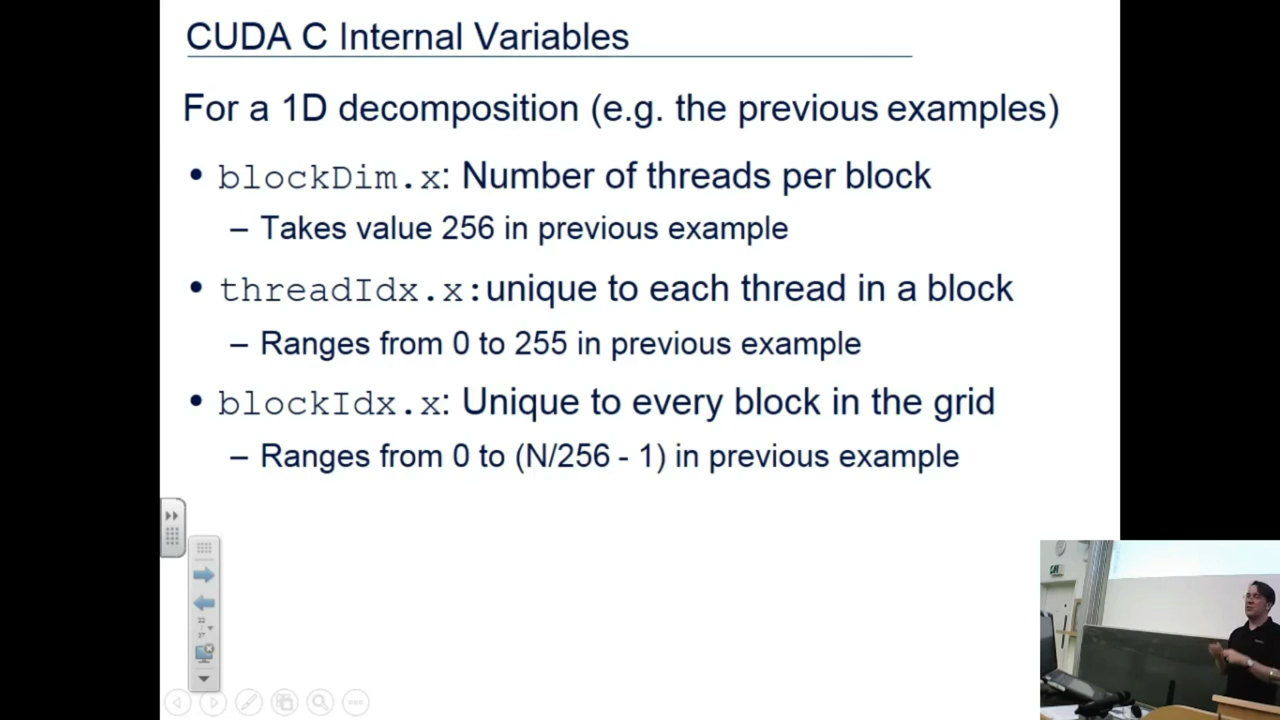 CUDA C Internal Variables
For a 1D decomposition (e.g. the previous examples)
• blockDim.x: Number of threads per block
– Takes value 256 in previous example
• threadIdx.x:unique to each thread in a block
– Ranges from 0 to 255 in previous example
• blockIdx.x: Unique to every block in the grid
– Ranges from 0 to (N/256 - 1) in previous example